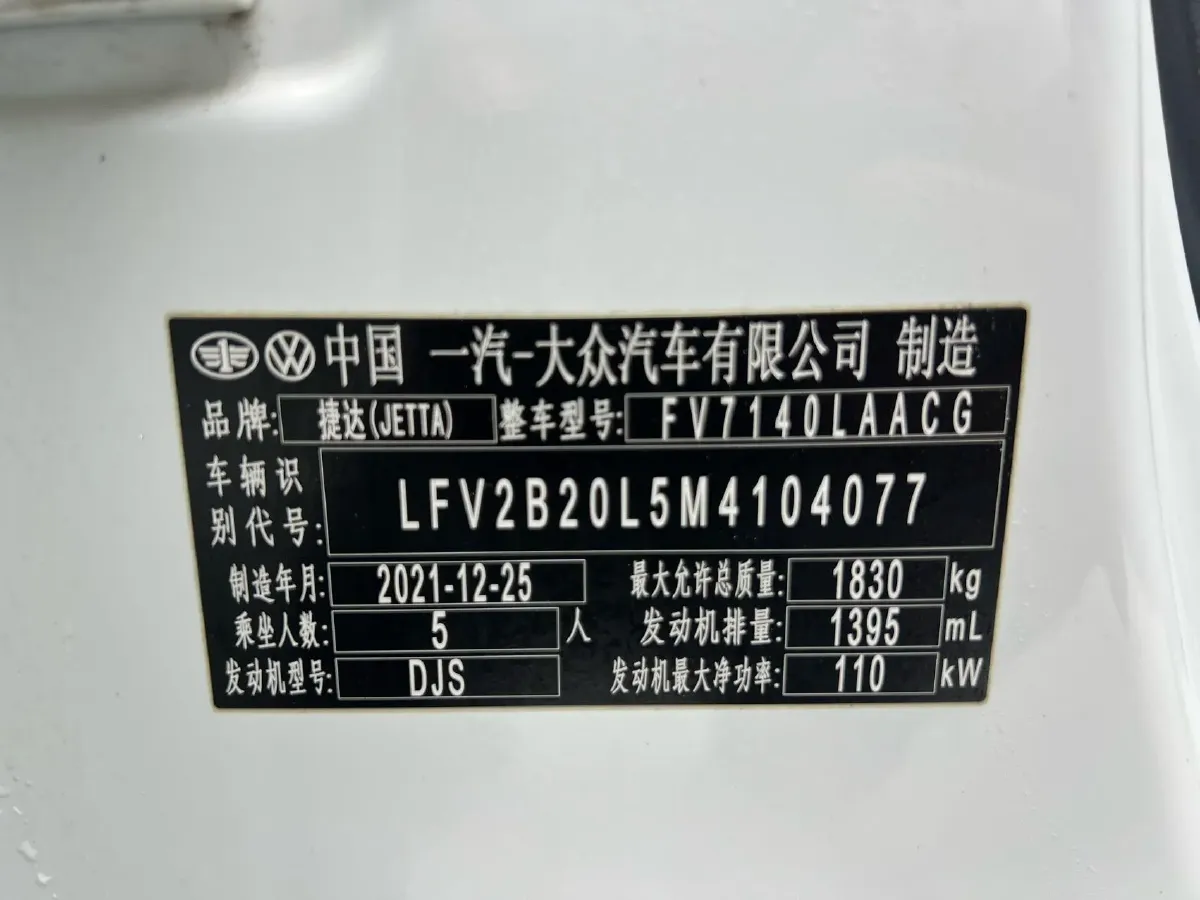 中国 一汽-大众汽车有限公司 制造
品牌: 捷达(JETTA) 整车型号: FV7140LAACG
车辆识别代号: LFV2B20L5M4104077
制造年月: 2021-12-25 最大允许总质量: 1830 kg
乘坐人数: 5 人 发动机排量: 1395 mL
发动机型号: DJS 发动机最大净功率: 110 kW